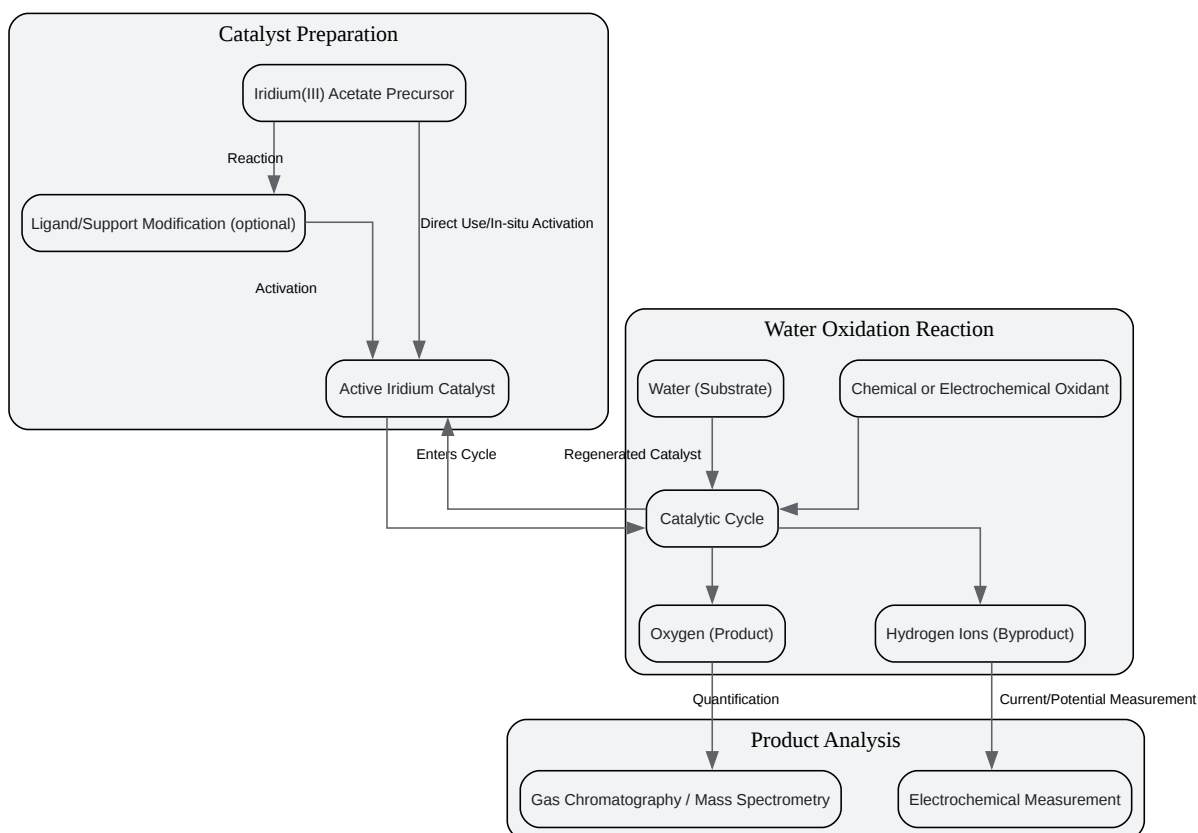 Catalyst Preparation
Iridium(III) Acetate Precursor
Reaction
Ligand/Support Modification (optional)
Direct Use/In-situ Activation
Activation
Active Iridium Catalyst
Water Oxidation Reaction
Water (Substrate)
Chemical or Electrochemical Oxidant
Enters Cycle
Regenerated Catalyst
Catalytic Cycle
Oxygen (Product)
Hydrogen Ions (Byproduct)
Quantification
Current/Potential Measurement
Product Analysis
Gas Chromatography / Mass Spectrometry
Electrochemical Measurement